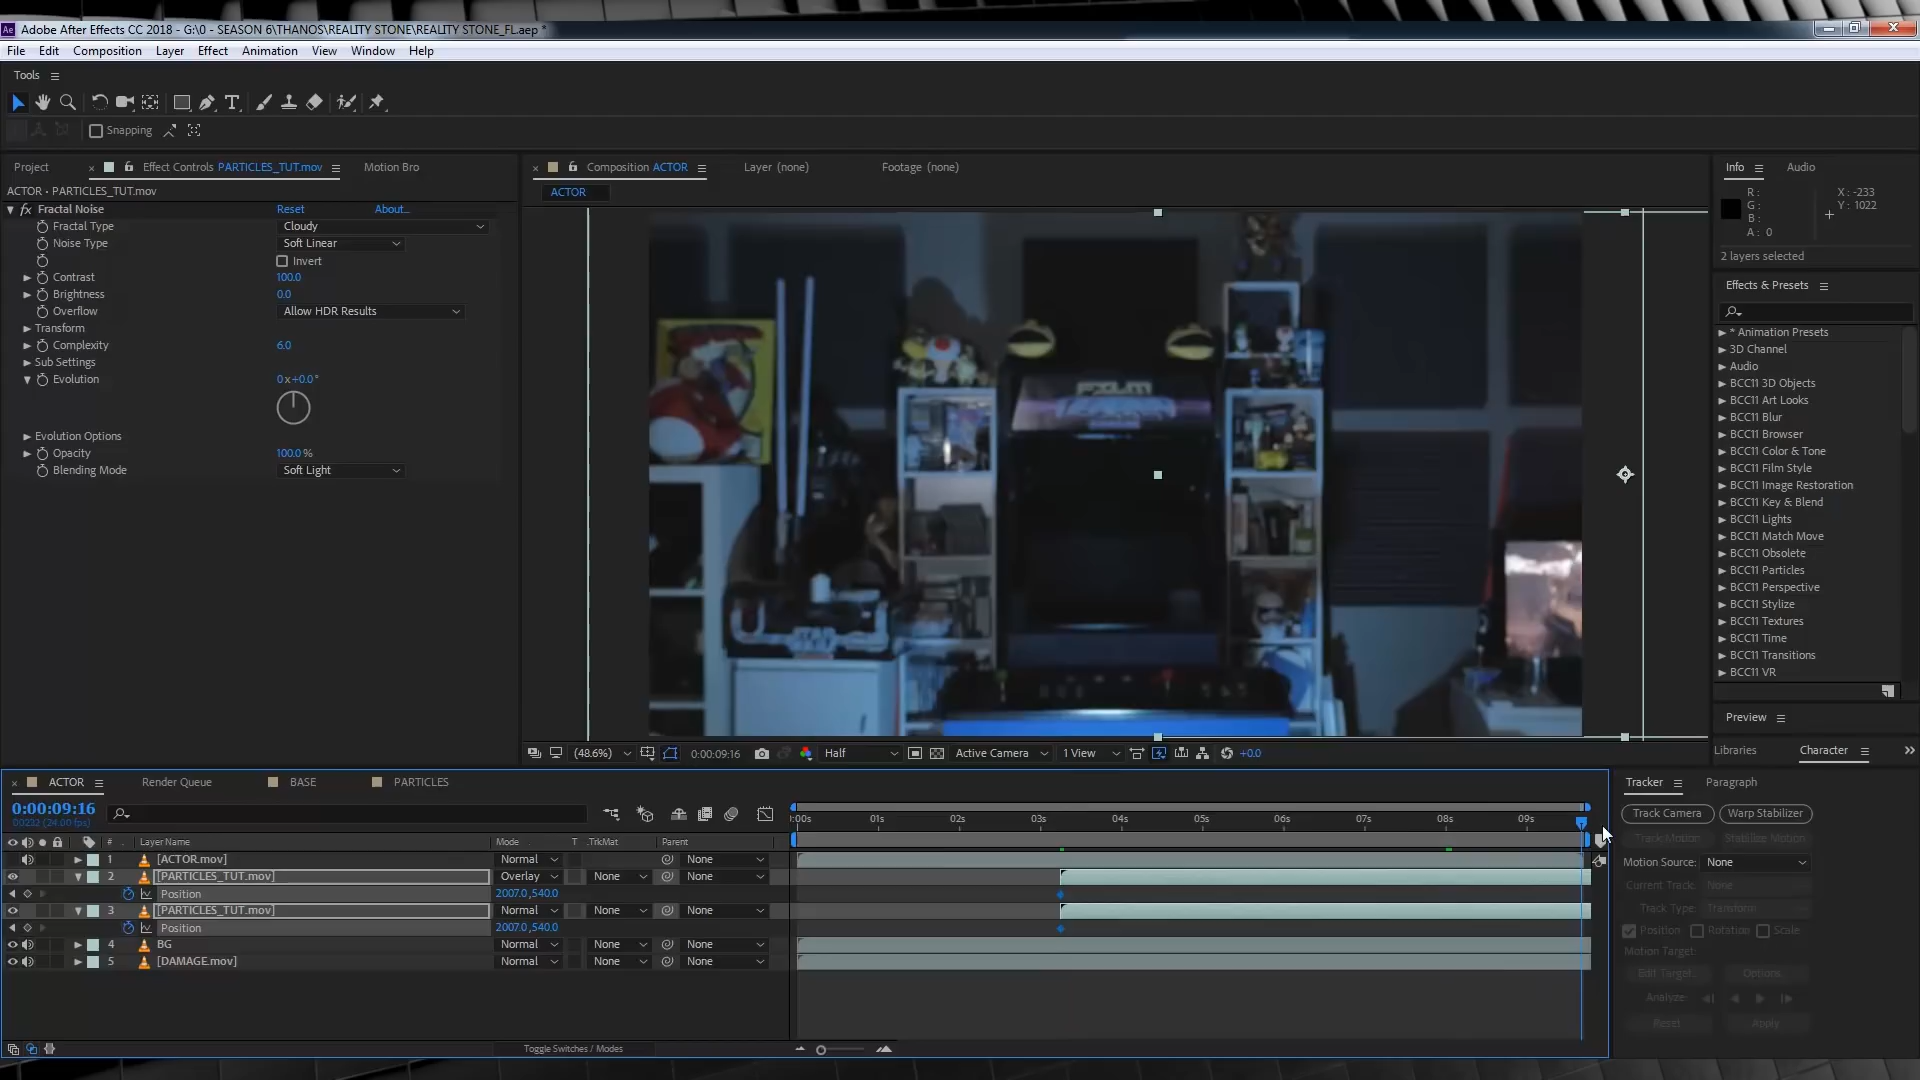 Adobe After Effects CC 2018 - G:\0 - SEASON 6\THANOS\REALITY STONE\REALITY STONE_FL.aep *
File Edit Composition Layer Effect Animation View Window Help
Tools
Snapping
Project Effect Controls PARTICLES_TUT.mov Motion Bro
Composition ACTOR Layer (none) Footage (none)
Info Audio
ACTOR • PARTICLES_TUT.mov
ACTOR
Fractal Noise Reset About...
Fractal Type Cloudy
Noise Type Soft Linear
Invert
Contrast 100.0
Brightness 0.0
Overflow Allow HDR Results
Transform
Complexity 6.0
Sub Settings
Evolution 0x+0.0°
Evolution Options
Opacity 100.0 %
Blending Mode Soft Light
R : X : -233
G : Y : 1022
B :
A : 0
2 layers selected
Effects & Presets
* Animation Presets
3D Channel
Audio
BCC11 3D Objects
BCC11 Art Looks
BCC11 Blur
BCC11 Browser
BCC11 Color & Tone
BCC11 Film Style
BCC11 Image Restoration
BCC11 Key & Blend
BCC11 Lights
BCC11 Match Move
BCC11 Obsolete
BCC11 Particles
BCC11 Perspective
BCC11 Stylize
BCC11 Textures
BCC11 Time
BCC11 Transitions
BCC11 VR
Preview
Libraries Character
(48.6%) 0:00:09:16 Half Active Camera 1 View +0.0
ACTOR Render Queue BASE PARTICLES
0:00:09:16
00232 (24.00 fps)
:00s 01s 02s 03s 04s 05s 06s 07s 08s 09s
# Layer Name Mode T .TrkMat Parent
1 [ACTOR.mov] Normal None
2 [PARTICLES_TUT.mov] Overlay None None
Position 2007.0,540.0
3 [PARTICLES_TUT.mov] Normal None None
Position 2007.0,540.0
4 BG Normal None None
5 [DAMAGE.mov] Normal None None
Toggle Switches / Modes
Tracker Paragraph
Track Camera Warp Stabilizer
Track Motion Stabilize Motion
Motion Source: None
Current Track: None
Track Type: Transform
Position Rotation Scale
Motion Target:
Edit Target... Options...
Analyze:
Reset Apply